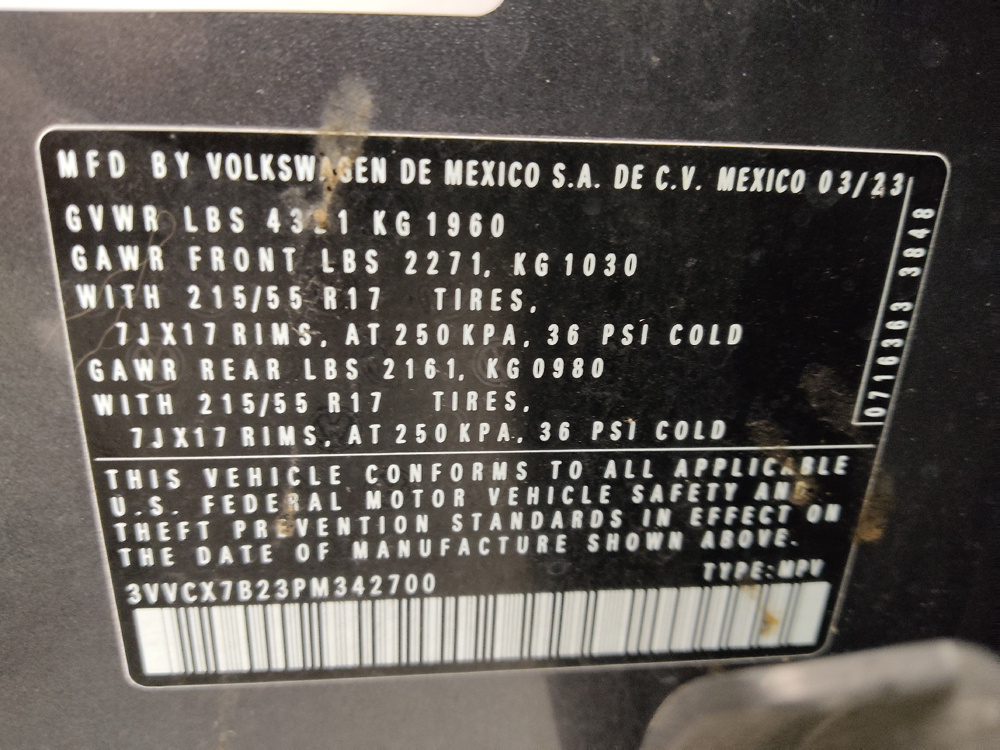 MFD BY VOLKSWAGEN DE MEXICO S.A. DE C.V. MEXICO 03/23
GVWR LBS 4321 KG 1960
GAWR FRONT LBS 2271, KG 1030
WITH 215/55 R17 TIRES,
7JX17 RIMS, AT 250 KPA, 36 PSI COLD
GAWR REAR LBS 2161, KG 0980
WITH 215/55 R17 TIRES,
7JX17 RIMS, AT 250 KPA, 36 PSI COLD
0716363 3848
THIS VEHICLE CONFORMS TO ALL APPLICABLE
U.S. FEDERAL MOTOR VEHICLE SAFETY AND
THEFT PREVENTION STANDARDS IN EFFECT ON
THE DATE OF MANUFACTURE SHOWN ABOVE.
3VVCX7B23PM342700 TYPE:MPV